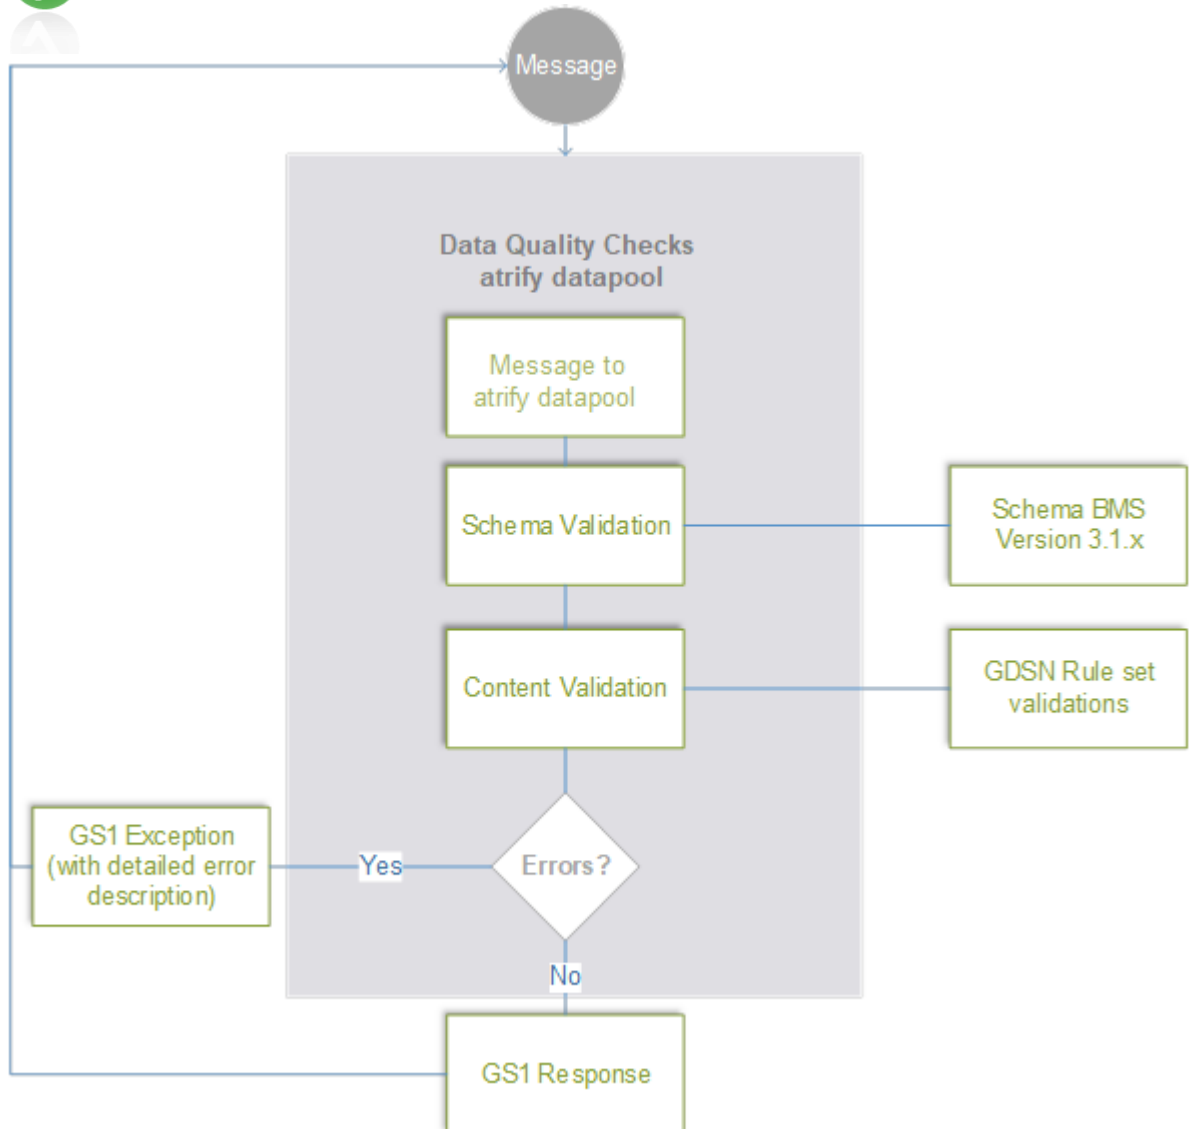 Message
Data Quality Checks
atrify datapool
Message to
atrify datapool
Schema Validation
Schema BMS
Version 3.1.x
Content Validation
GDSN Rule set
validations
GS1 Exception
(with detailed error
description)
Yes
Errors?
No
GS1 Response